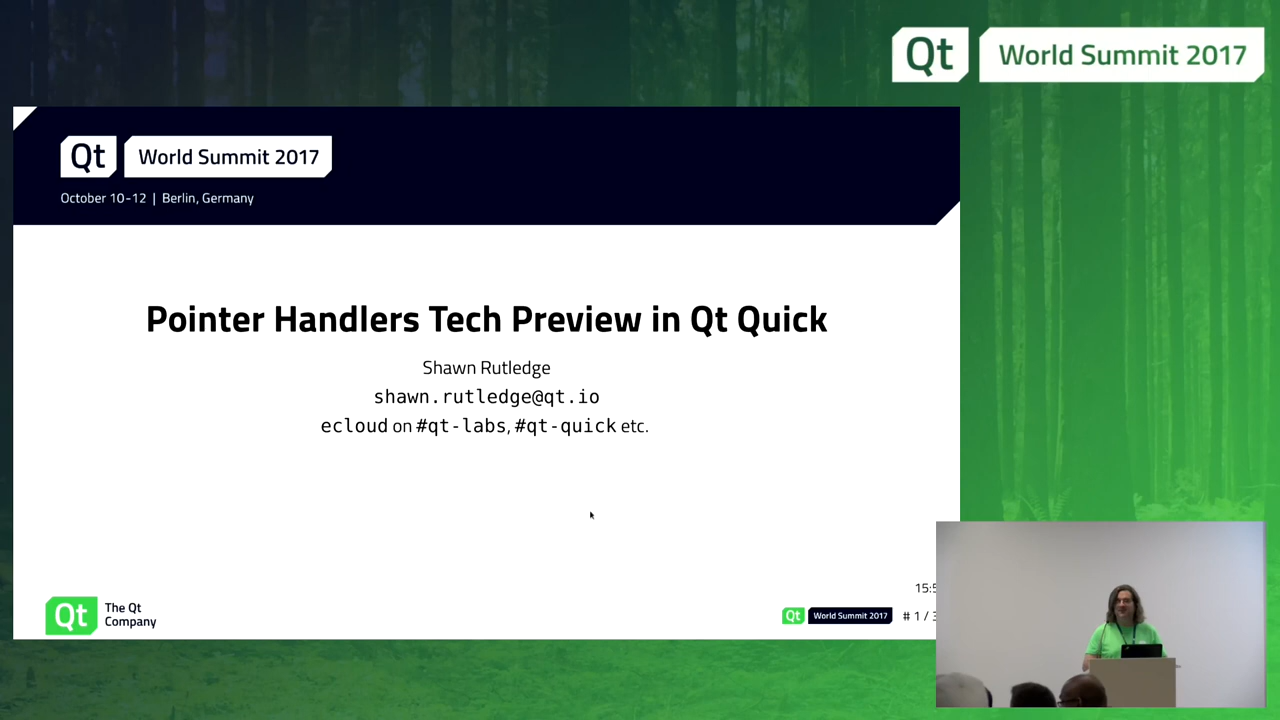 Qt World Summit 2017
Qt World Summit 2017
October 10-12 | Berlin, Germany
Pointer Handlers Tech Preview in Qt Quick
Shawn Rutledge
shawn.rutledge@qt.io
ecloud on #qt-labs, #qt-quick etc.
15:5
Qt The Qt
Company
Qt World Summit 2017 # 1 /